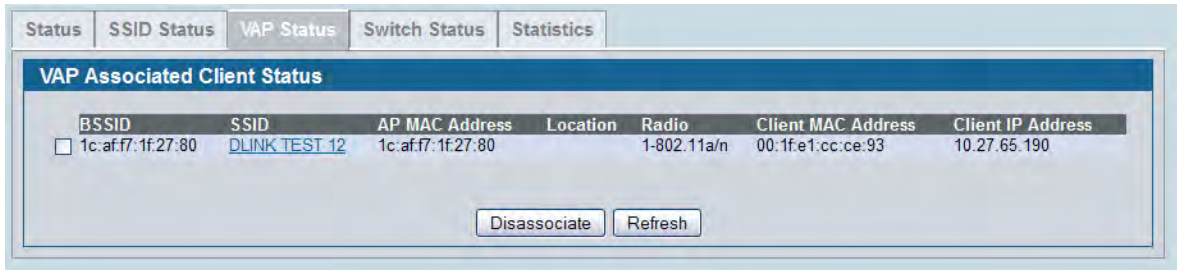 Status SSID Status VAP Status Switch Status Statistics
VAP Associated Client Status
BSSID SSID AP MAC Address Location Radio Client MAC Address Client IP Address
1c:af:f7:1f:27:80 DLINK TEST 12 1c:af:f7:1f:27:80 1-802.11a/n 00:1f:e1:cc:ce:93 10.27.65.190
Disassociate Refresh